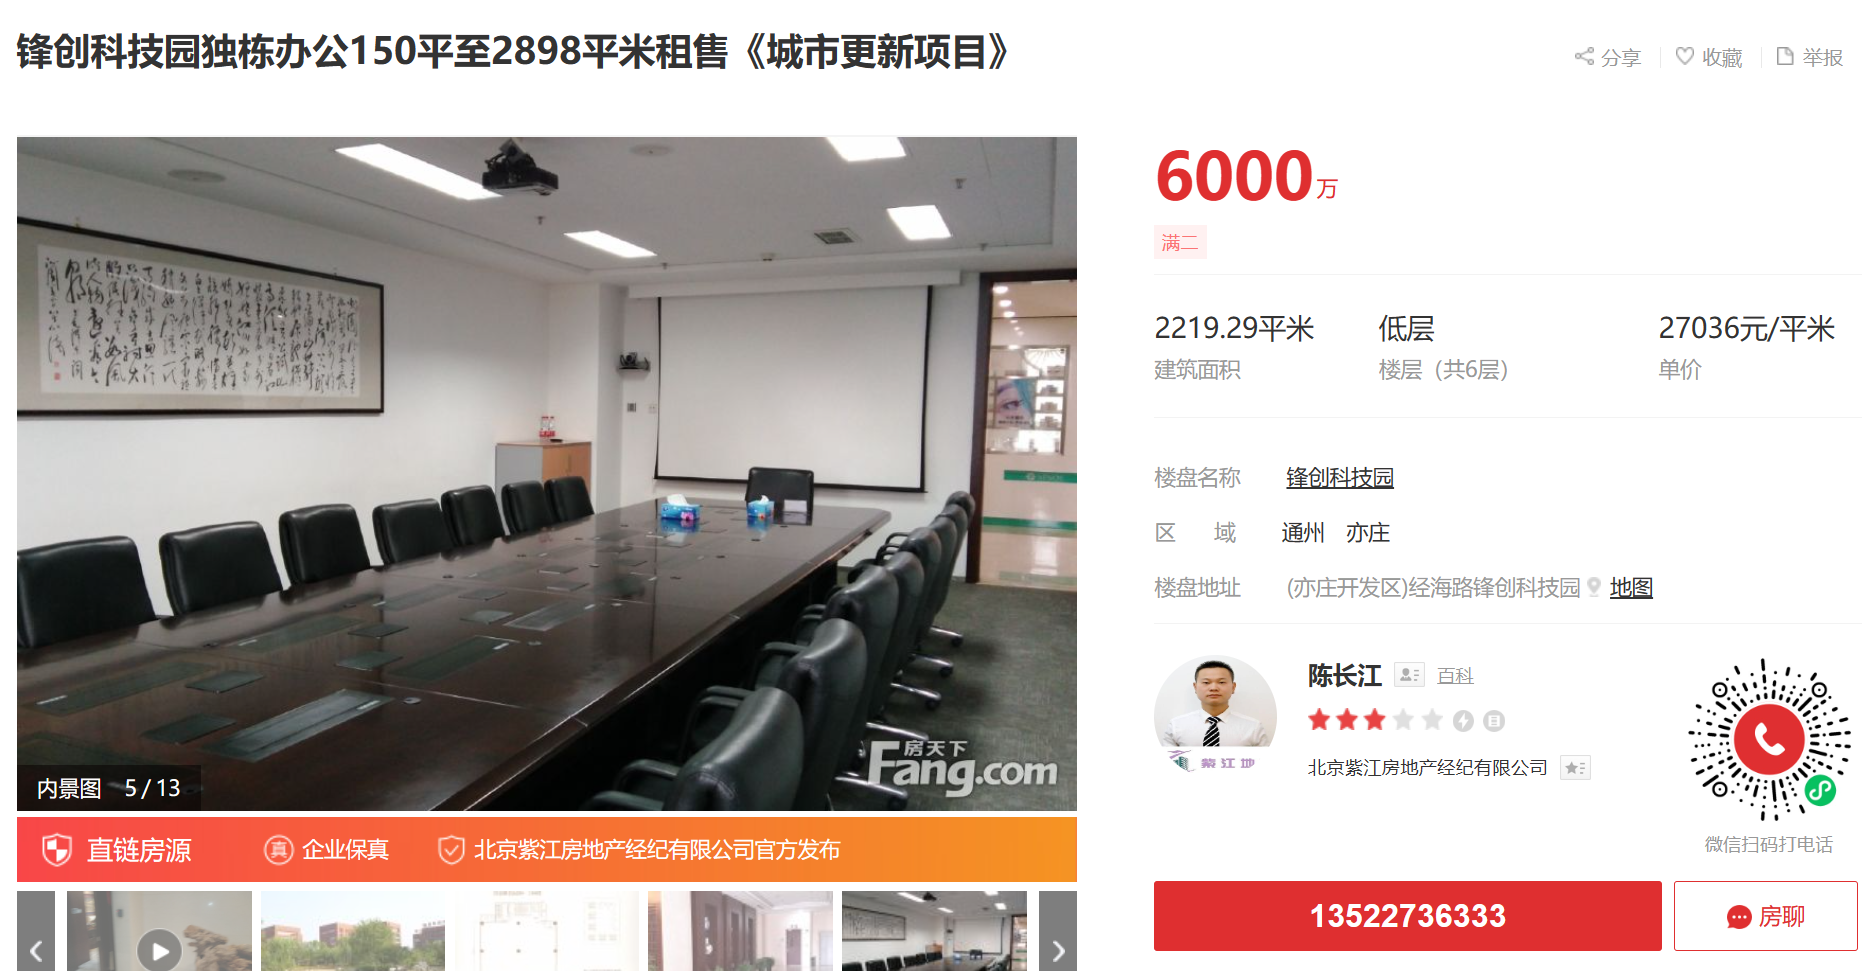 锋创科技园独栋办公150平至2898平米租售《城市更新项目》
分享 收藏 举报
6000万
满二
2219.29平米 低层 27036元/平米
建筑面积 楼层（共6层） 单价
楼盘名称 锋创科技园
区 域 通州 亦庄
楼盘地址 (亦庄开发区)经海路锋创科技园 地图
陈长江 百科
北京紫江房地产经纪有限公司
紫江地
微信扫码打电话
13522736333 房聊
房天下
Fang.com
内景图 5 / 13
直链房源 真 企业保真 北京紫江房地产经纪有限公司官方发布